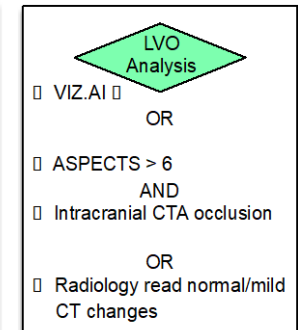 LVO
Analysis
▯ VIZ.AI ▯
OR
▯ ASPECTS > 6
AND
▯ Intracranial CTA occlusion
OR
▯ Radiology read normal/mild
CT changes